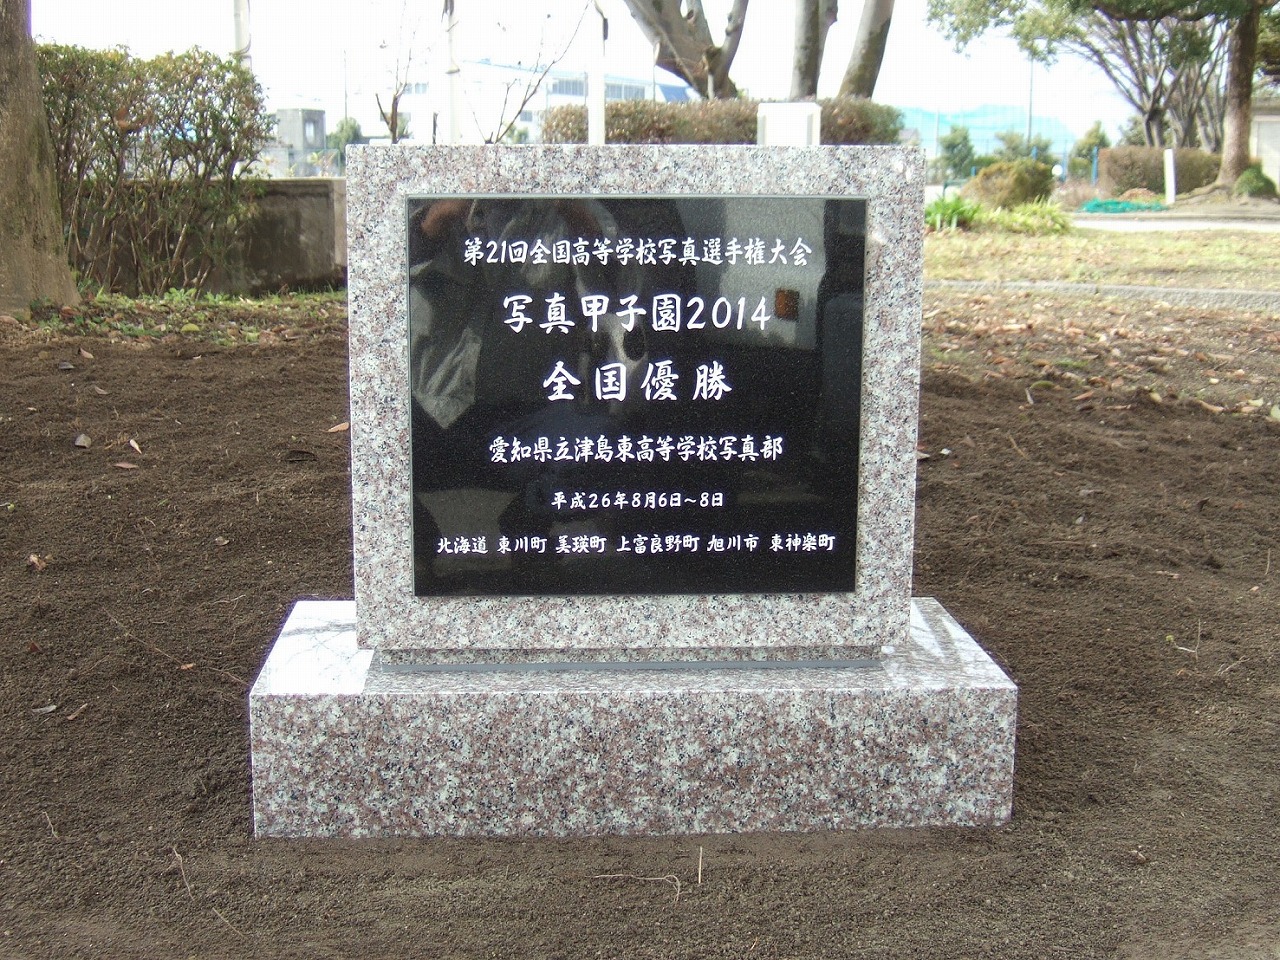 第21回全国高等学校写真選手権大会
写真甲子園2014
全国優勝
愛知県立津島東高等学校写真部
平成26年8月6日～8日
北海道 東川町 美瑛町 上富良野町 旭川市 東神楽町